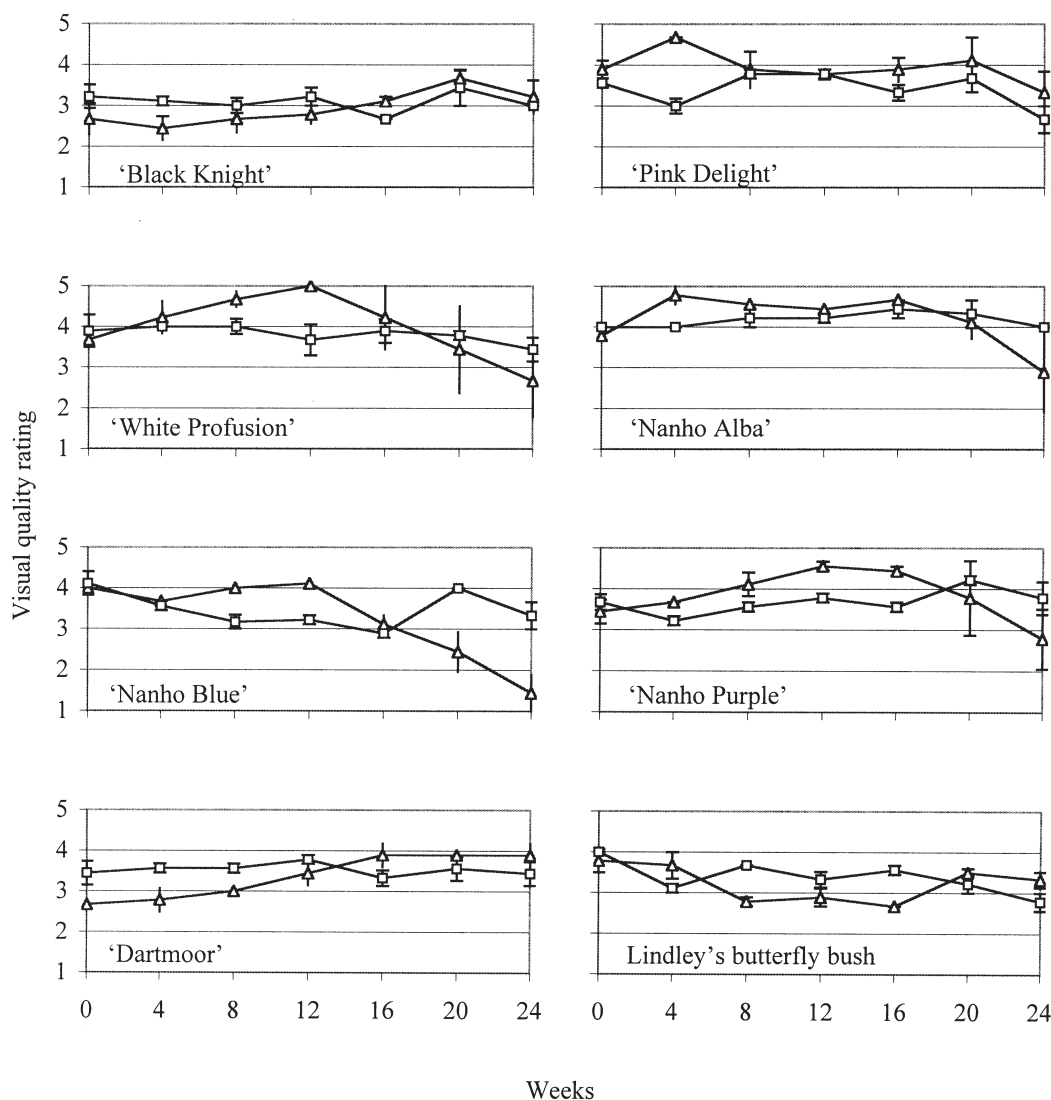 5
4
3
2
1
‘Black Knight’
‘Pink Delight’
5
4
3
2
1
‘White Profusion’
‘Nanho Alba’
Visual quality rating
5
4
3
2
1
‘Nanho Blue’
‘Nanho Purple’
5
4
3
2
1
‘Dartmoor’
Lindley’s butterfly bush
0 4 8 12 16 20 24
0 4 8 12 16 20 24
Weeks